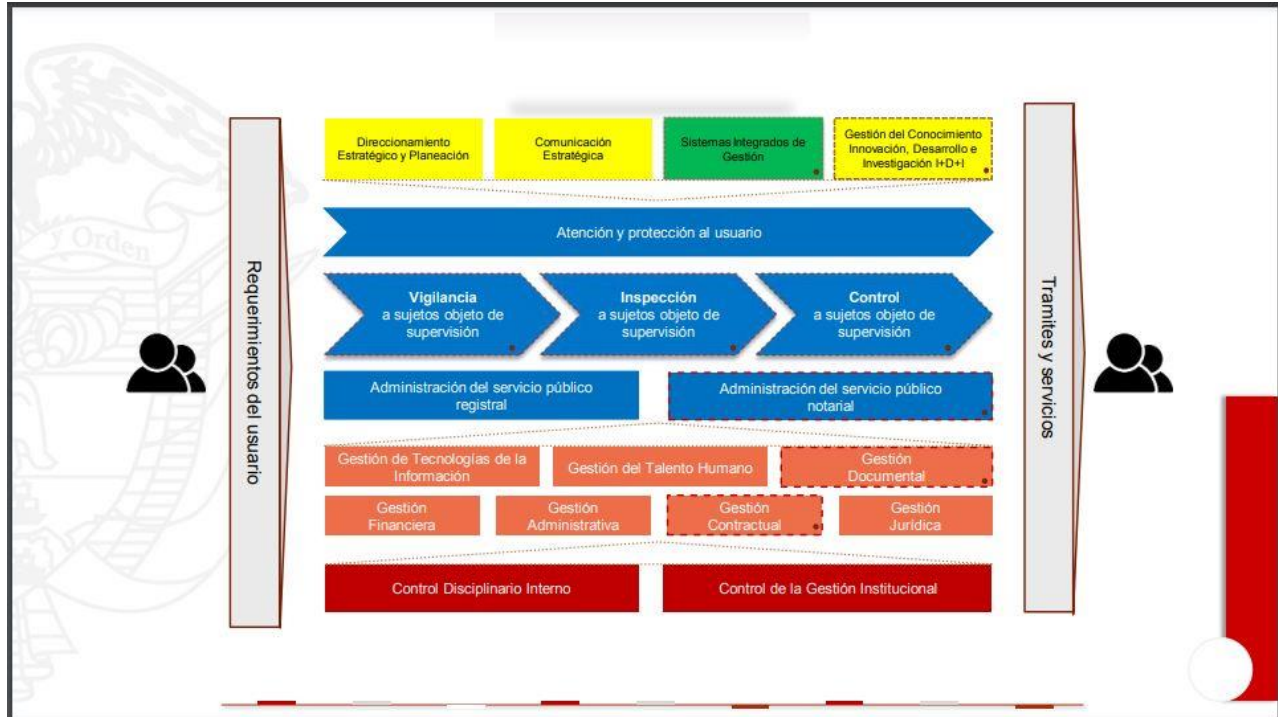 Direccionamiento
Estratégico y Planeación
Comunicación
Estratégica
Sistemas Integrados de
Gestión
Gestión del Conocimiento
Innovación, Desarrollo e
Investigación I+D+I
Atención y protección al usuario
Requerimientos del usuario
Vigilancia
a sujetos objeto de
supervisión
Inspección
a sujetos objeto de
supervisión
Control
a sujetos objeto de
supervisión
Tramites y servicios
Administración del servicio público
registral
Administración del servicio público
notarial
Gestión de Tecnologías de la
Información
Gestión del Talento Humano
Gestión
Documental
Gestión
Financiera
Gestión
Administrativa
Gestión
Contractual
Gestión
Jurídica
Control Disciplinario Interno
Control de la Gestión Institucional
y Orden